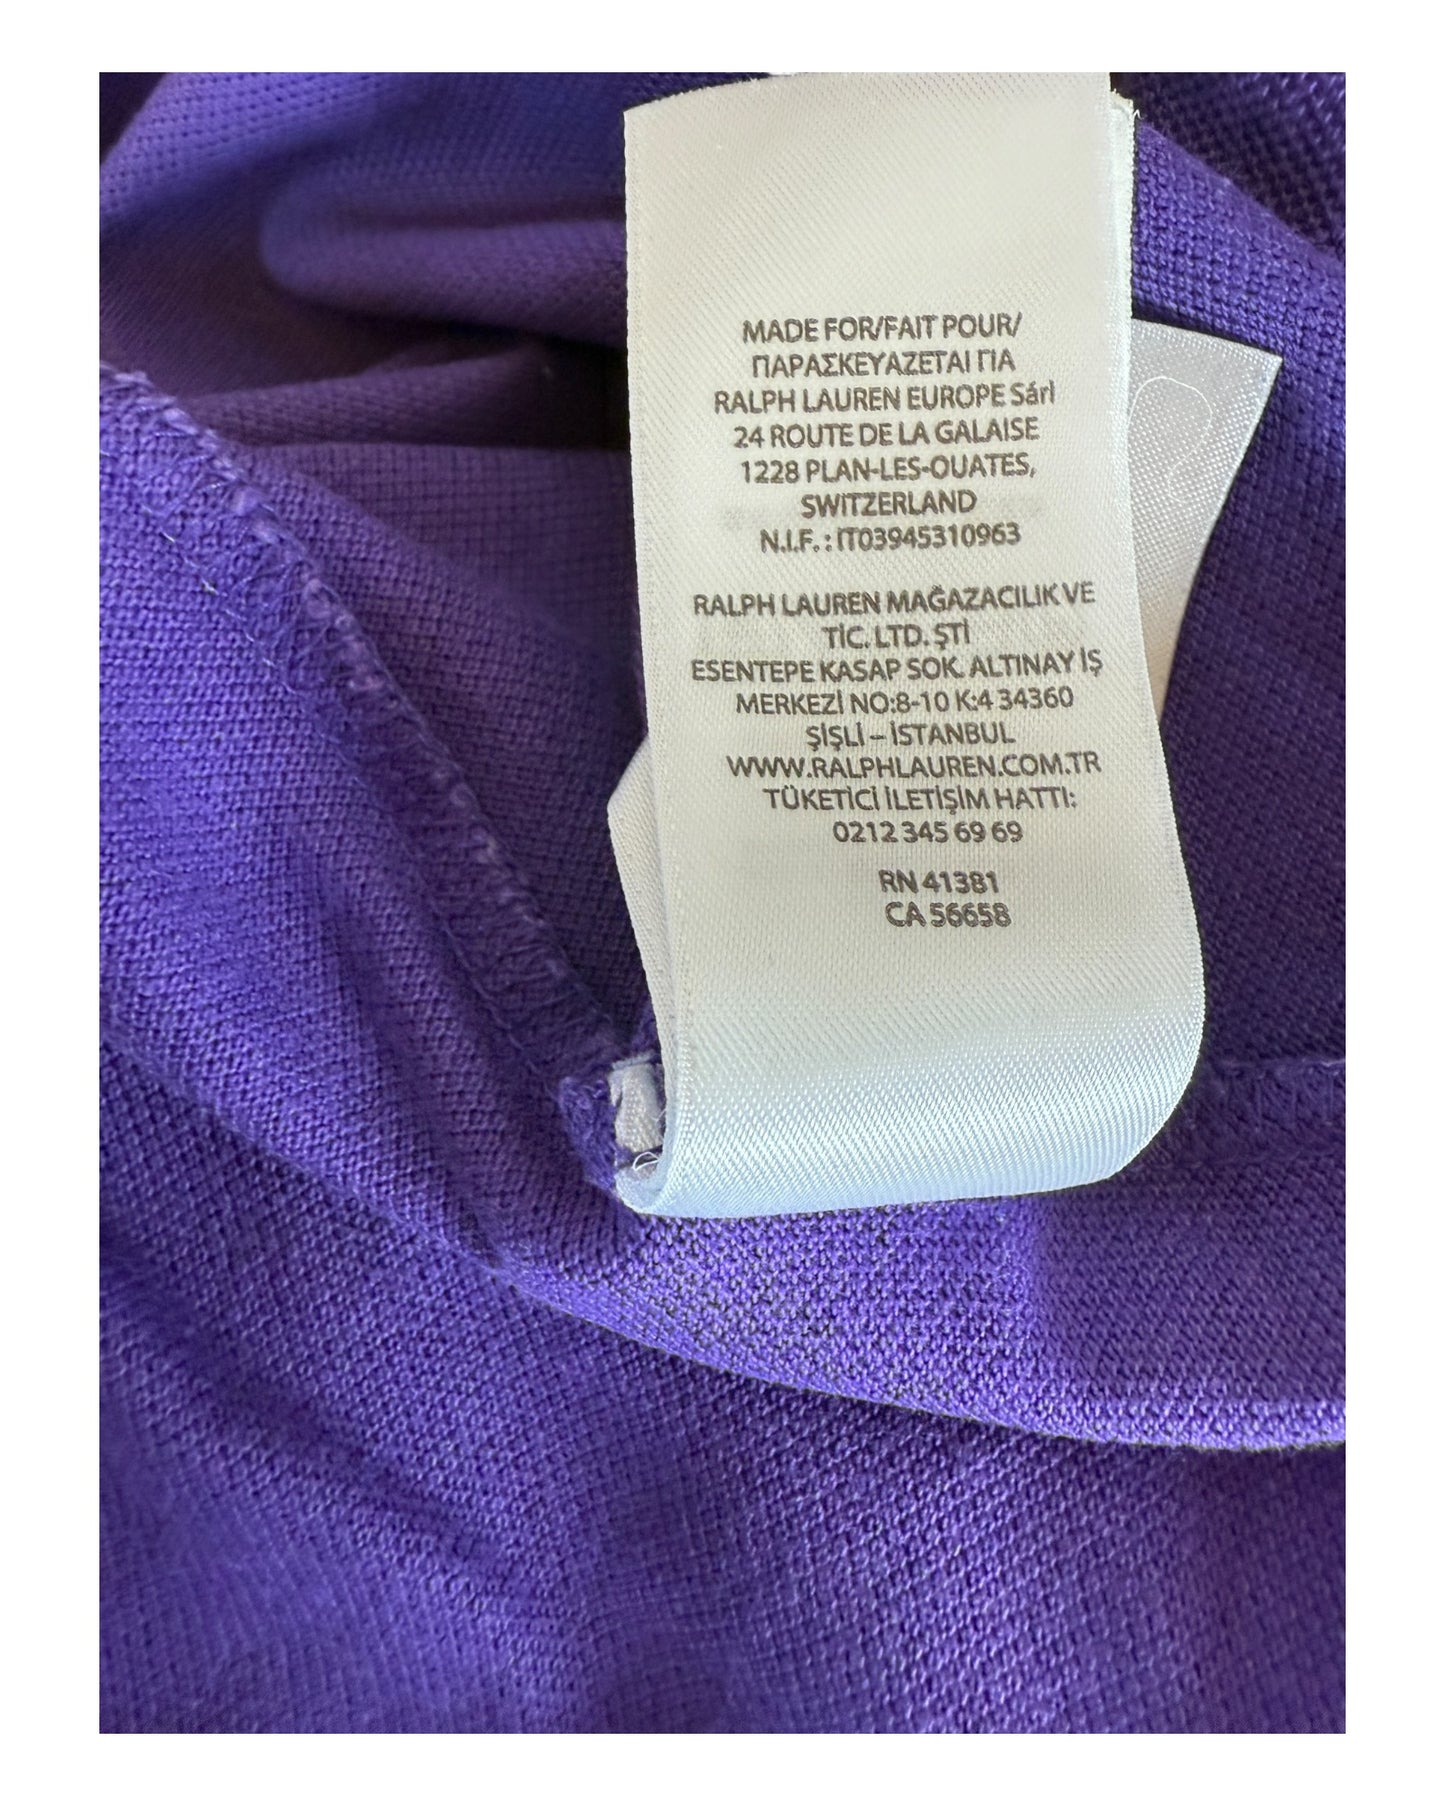 MADE FOR/FAIT POUR/
ΠΑΡΑΣΚΕΥΑΖΕΤΑΙ ΓΙΑ
RALPH LAUREN EUROPE Sárl
24 ROUTE DE LA GALAISE
1228 PLAN-LES-OUATES,
SWITZERLAND
N.I.F. : IT03945310963
RALPH LAUREN MAĞAZACILIK VE
TİC. LTD. ŞTİ
ESENTEPE KASAP SOK. ALTINAY İŞ
MERKEZİ NO:8-10 K:4 34360
ŞİŞLİ – İSTANBUL
WWW.RALPHLAUREN.COM.TR
TÜKETİCİ İLETİŞİM HATTI:
0212 345 69 69
RN 41381
CA 56658